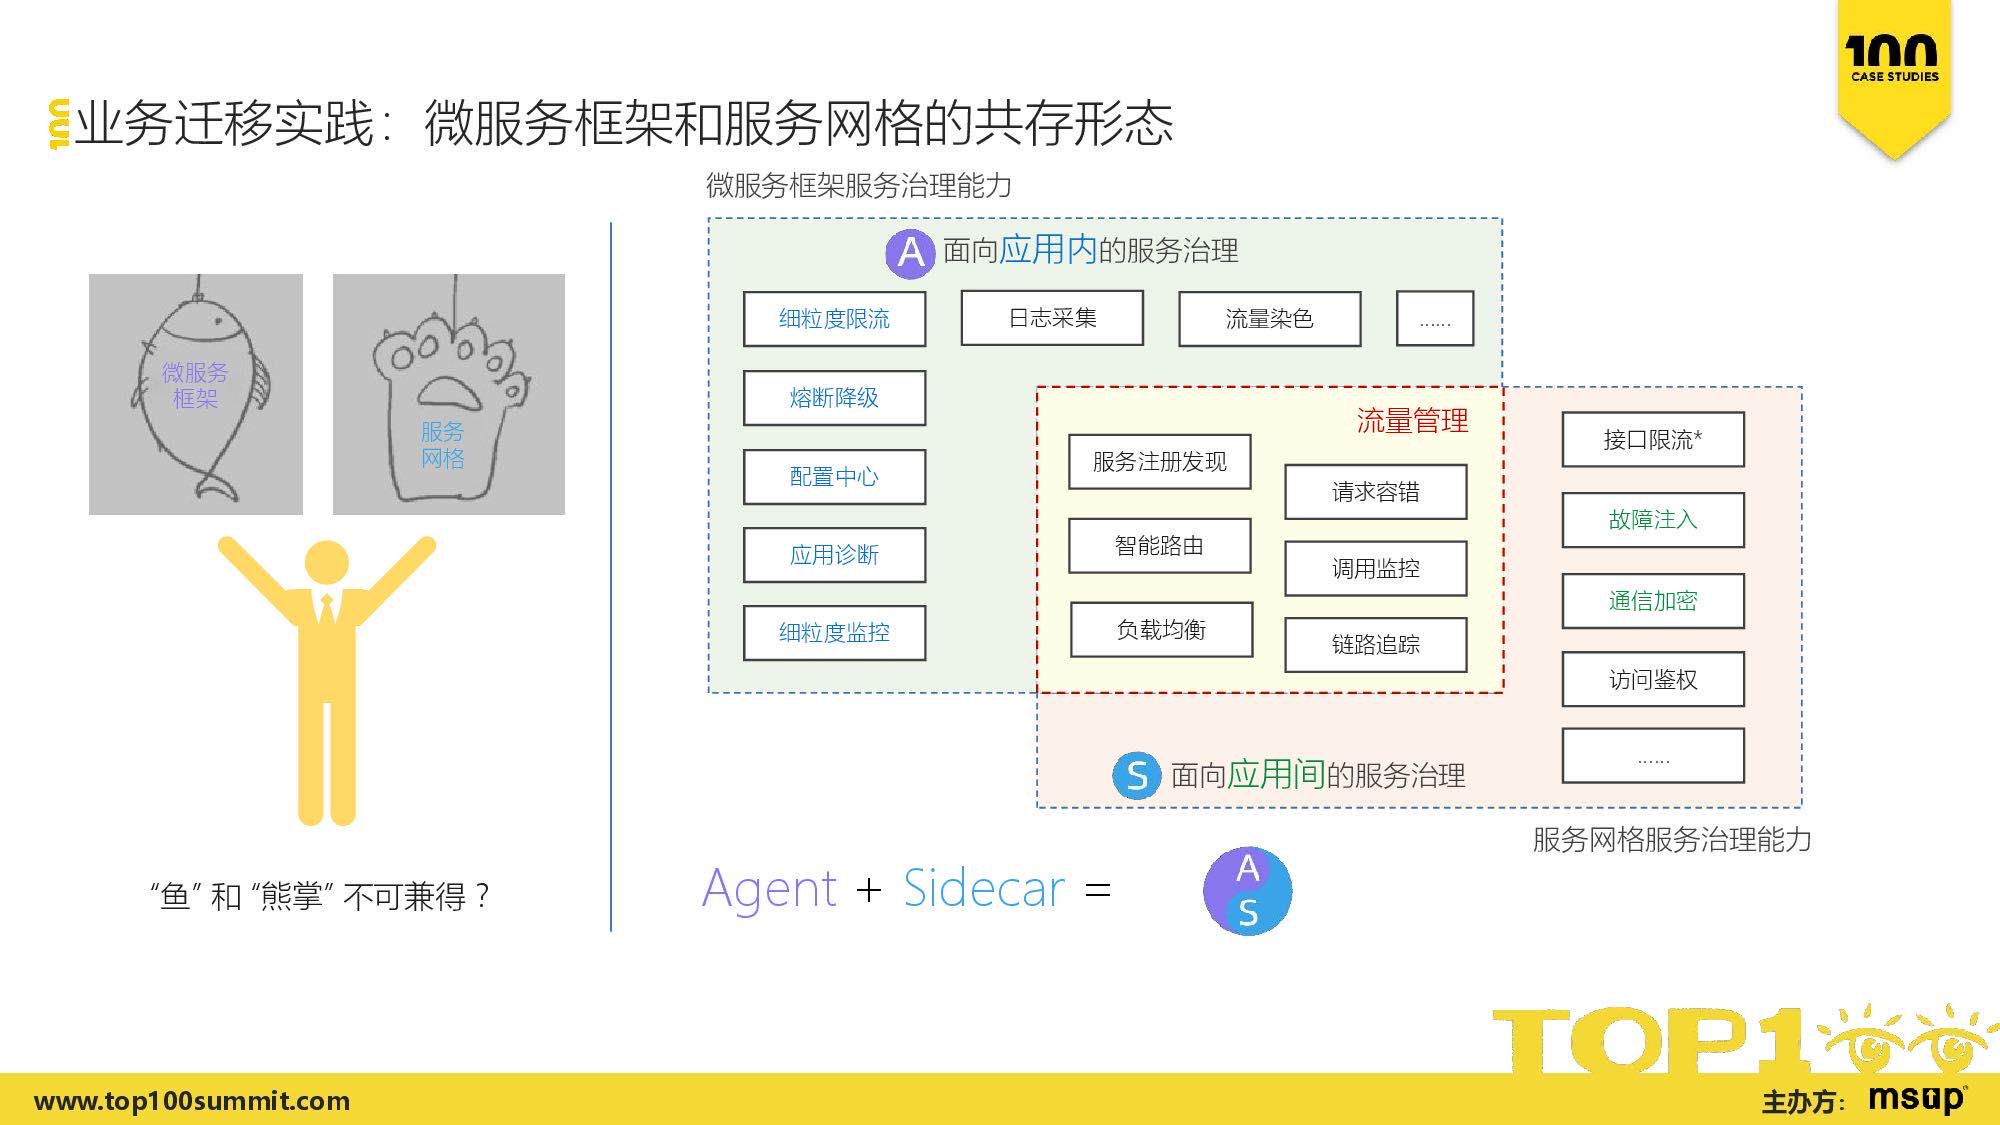 100
CASE STUDIES
业务迁移实践：微服务框架和服务网格的共存形态
微服务框架服务治理能力
A 面向应用内的服务治理
细粒度限流
日志采集
流量染色
......
熔断降级
配置中心
应用诊断
细粒度监控
流量管理
服务注册发现
请求容错
智能路由
调用监控
负载均衡
链路追踪
接口限流*
故障注入
通信加密
访问鉴权
......
S 面向应用间的服务治理
服务网格服务治理能力
微服务
框架
服务
网格
“鱼” 和 “熊掌” 不可兼得？
Agent + Sidecar =
A
S
TOP100
www.top100summit.com
主办方：
msup